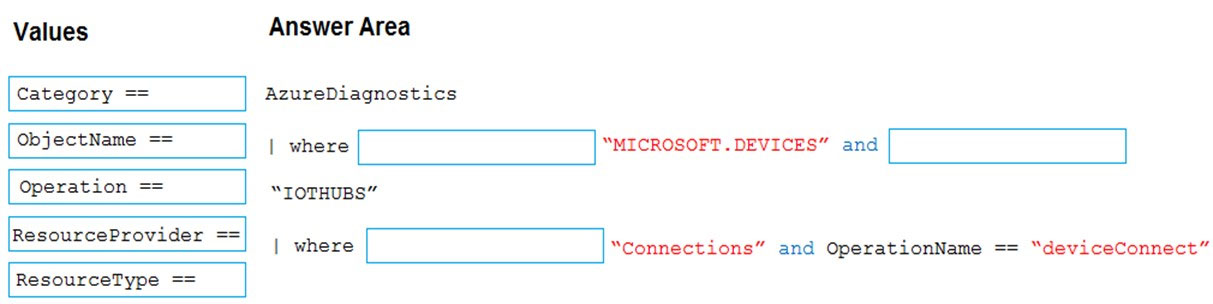 Values
Answer Area
Category ==
ObjectName ==
Operation ==
ResourceProvider ==
ResourceType ==
AzureDiagnostics
| where “MICROSOFT.DEVICES” and
“IOTHUBS”
| where “Connections” and OperationName == “deviceConnect”